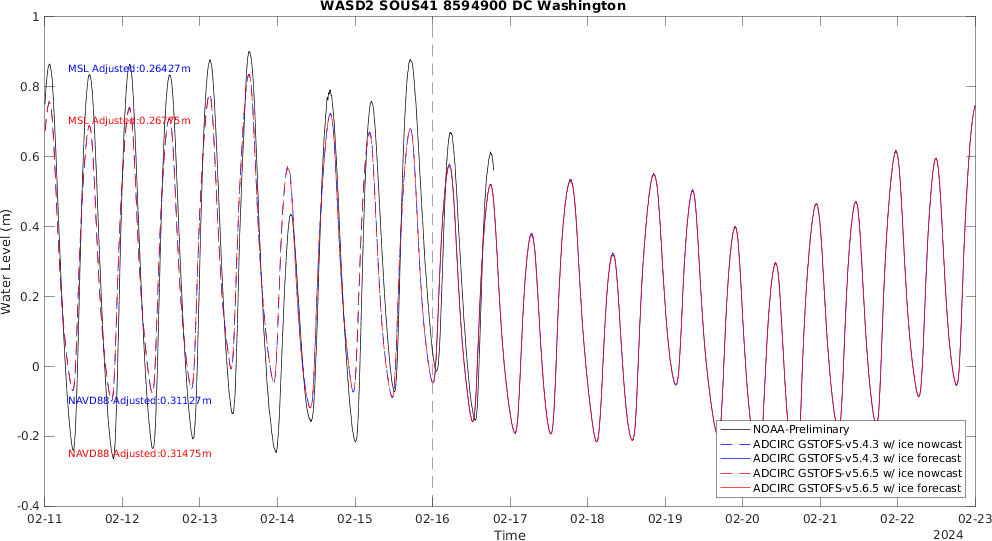 WASD2 SOUS41 8594900 DC Washington
Water Level (m)
1
0.8
0.6
0.4
0.2
0
-0.2
-0.4
MSL Adjusted:0.26427m
MSL Adjusted:0.26775m
NAVD88-Adjusted:0.31127m
NAVD88 Adjusted:0.31475m
NOAA-Preliminary
ADCIRC GSTOFS-v5.4.3 w/ ice nowcast
ADCIRC GSTOFS-v5.4.3 w/ ice forecast
ADCIRC GSTOFS-v5.6.5 w/ ice nowcast
ADCIRC GSTOFS-v5.6.5 w/ ice forecast
02-11 02-12 02-13 02-14 02-15 02-16 02-17 02-18 02-19 02-20 02-21 02-22 02-23
Time
2024